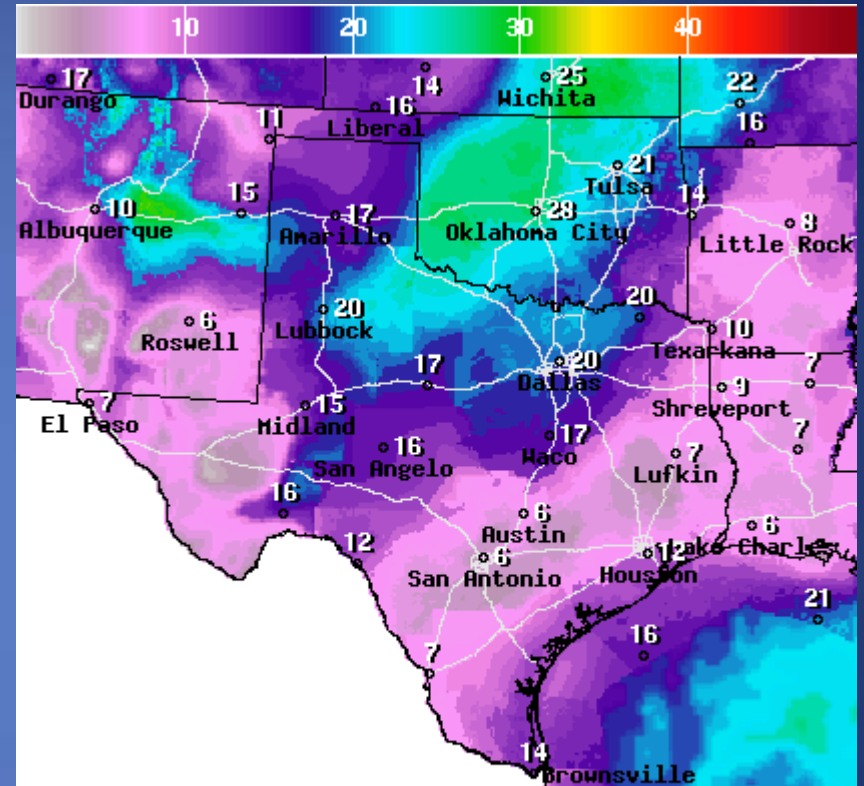 10 20 30 40
17
Durango
14
25
Wichita
22
16
Liberal
11
16
21
Tulsa
10
Albuquerque
15
17
Amarillo
28
Oklahoma City
14
8
Little Rock
6
Roswell
20
Lubbock
20
10
Texarkana
20
Dallas
17
7
El Paso
15
Midland
9
Shreveport
7
16
San Angelo
17
Waco
7
Lufkin
7
16
6
Austin
6
Lake Charles
12
6
San Antonio
12
Houston
21
16
7
14
Brownsville